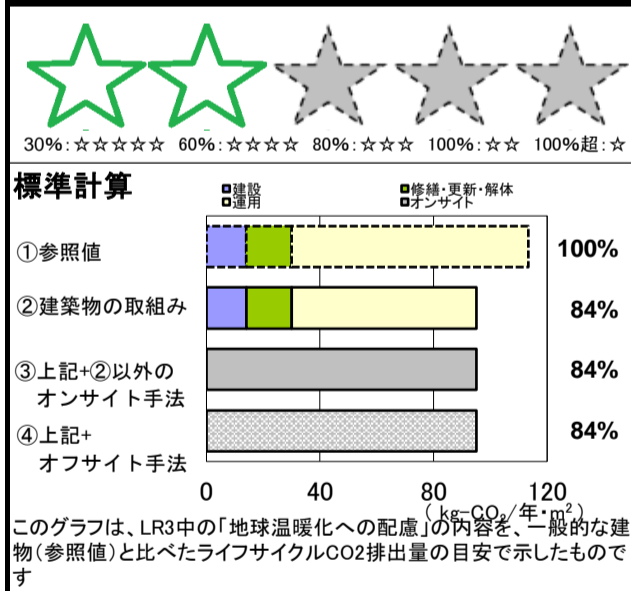 30%:☆☆☆☆☆ 60%:☆☆☆☆ 80%:☆☆☆ 100%:☆☆ 100%超:☆
標準計算
建設 修繕・更新・解体
運用 オンサイト
①参照値 100%
②建築物の取組み 84%
③上記+②以外の 84%
オンサイト手法
④上記+ 84%
オフサイト手法
0 40 80 120
( kg-CO2/年・m²)
このグラフは、LR3中の「地球温暖化への配慮」の内容を、一般的な建
物(参照値)と比べたライフサイクルCO2排出量の目安で示したもので
す